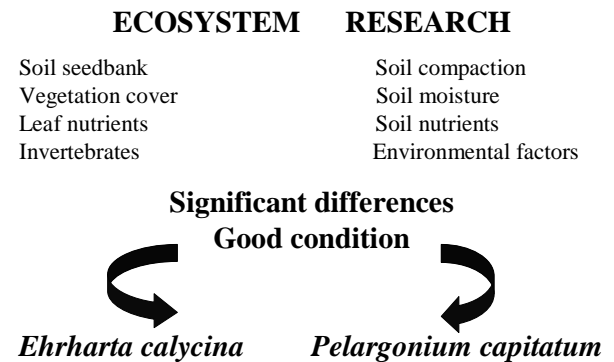 ECOSYSTEM RESEARCH
Soil seedbank Soil compaction
Vegetation cover Soil moisture
Leaf nutrients Soil nutrients
Invertebrates Environmental factors
Significant differences
Good condition
Ehrharta calycina Pelargonium capitatum